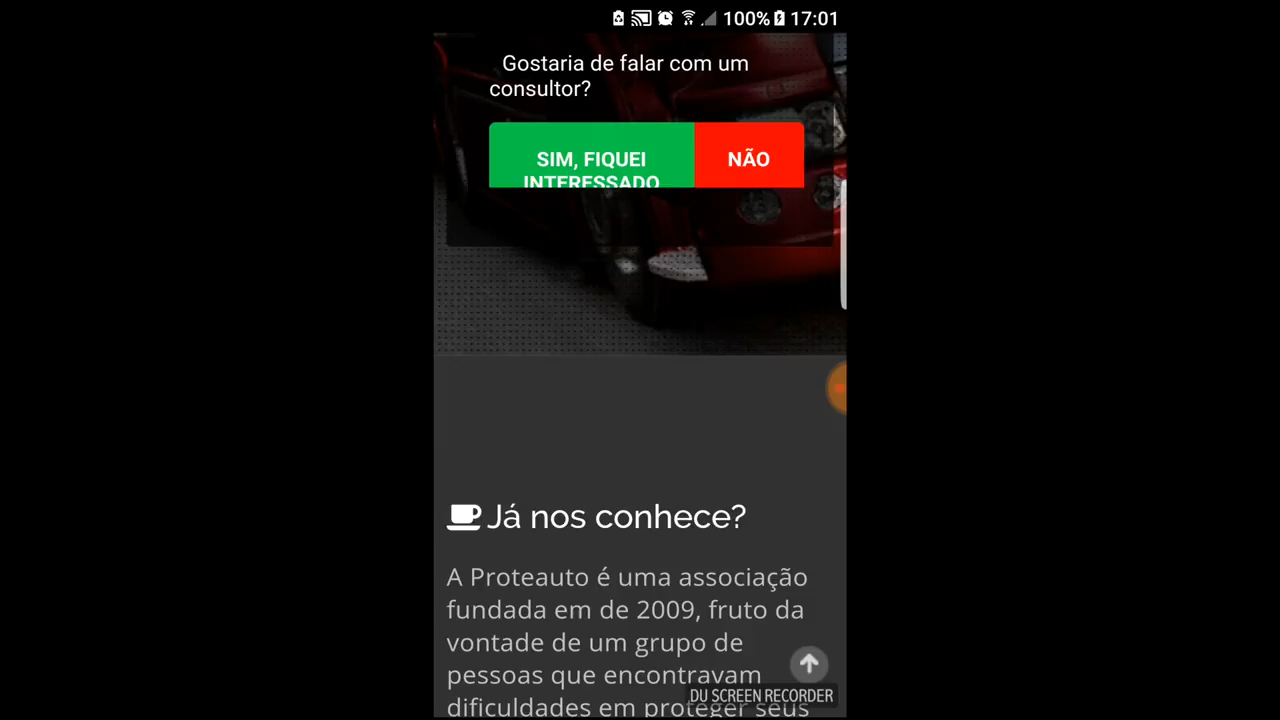 100% 17:01
Gostaria de falar com um
consultor?
SIM, FIQUEI
INTERESSADO
NÃO
Já nos conhece?
A Proteauto é uma associação
fundada em de 2009, fruto da
vontade de um grupo de
pessoas que encontravam
dificuldades em proteger seus
DU SCREEN RECORDER